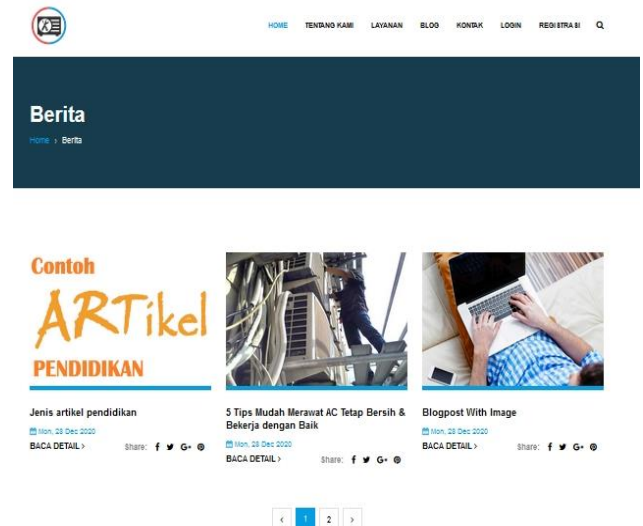 HOME TENTANG KAMI LAYANAN BLOG KONTAK LOGIN REGISTRASI
Berita
Home › Berita
Contoh
ARTikel
PENDIDIKAN
Jenis artikel pendidikan
Mon, 28 Dec 2020
BACA DETAIL › Share:
5 Tips Mudah Merawat AC Tetap Bersih &
Bekerja dengan Baik
Mon, 28 Dec 2020
BACA DETAIL › Share:
Blogpost With Image
Mon, 28 Dec 2020
BACA DETAIL › Share:
‹ 1 2 ›